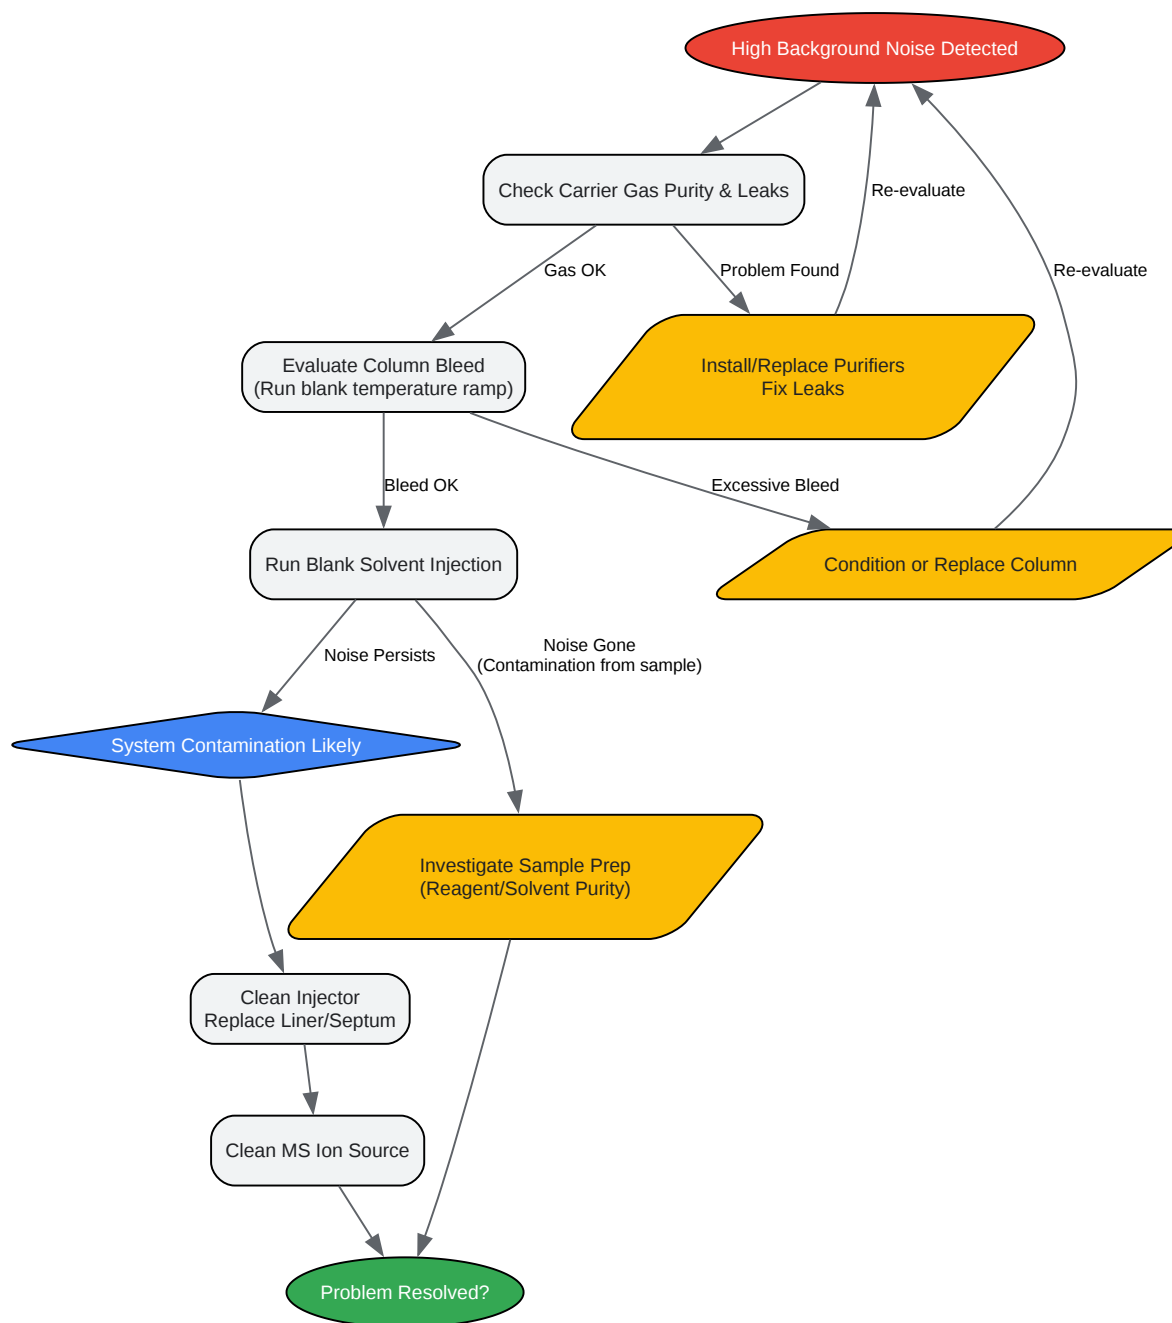 High Background Noise Detected
Check Carrier Gas Purity & Leaks
Re-evaluate
Gas OK
Problem Found
Re-evaluate
Evaluate Column Bleed
(Run blank temperature ramp)
Install/Replace Purifiers
Fix Leaks
Bleed OK
Excessive Bleed
Run Blank Solvent Injection
Condition or Replace Column
Noise Persists
Noise Gone
(Contamination from sample)
System Contamination Likely
Investigate Sample Prep
(Reagent/Solvent Purity)
Clean Injector
Replace Liner/Septum
Clean MS Ion Source
Problem Resolved?